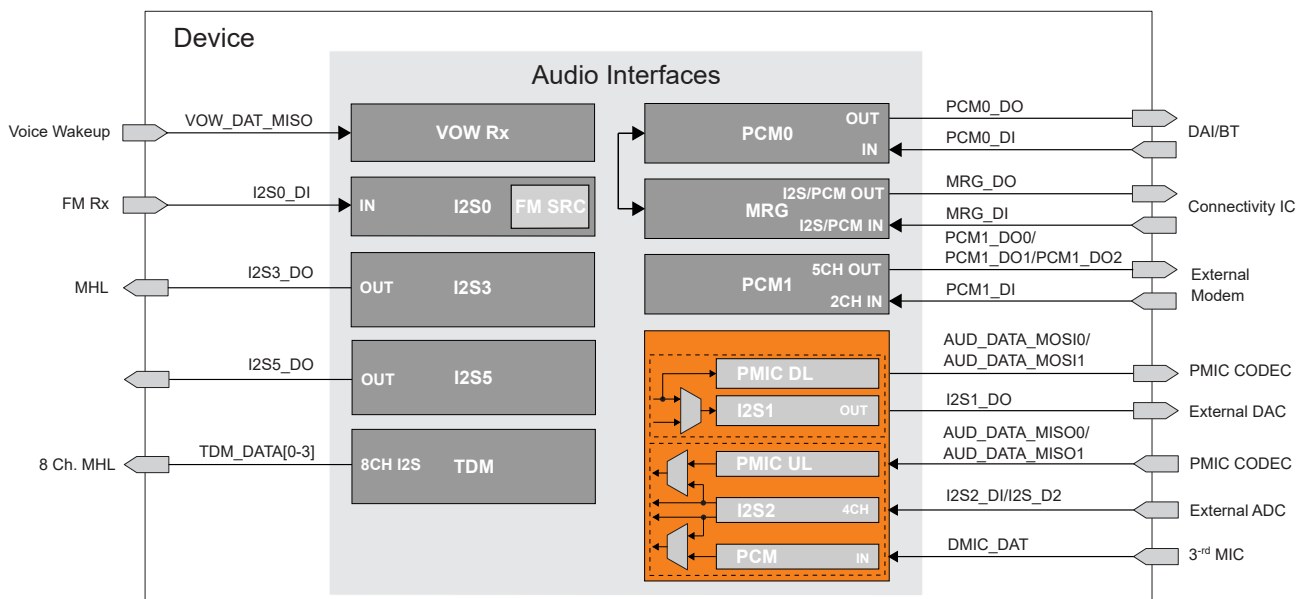 Device
Audio Interfaces
Voice Wakeup
VOW_DAT_MISO
VOW Rx
FM Rx
I2S0_DI
IN
I2S0
FM SRC
MHL
I2S3_DO
OUT
I2S3
I2S5_DO
OUT
I2S5
8 Ch. MHL
TDM_DATA[0-3]
8CH I2S
TDM
PCM0
OUT
IN
PCM0_DO
PCM0_DI
DAI/BT
MRG
I2S/PCM OUT
I2S/PCM IN
MRG_DO
MRG_DI
Connectivity IC
PCM1
5CH OUT
2CH IN
PCM1_DO0/
PCM1_DO1/PCM1_DO2
PCM1_DI
External
Modem
PMIC DL
AUD_DATA_MOSI0/
AUD_DATA_MOSI1
PMIC CODEC
I2S1
OUT
I2S1_DO
External DAC
PMIC UL
AUD_DATA_MISO0/
AUD_DATA_MISO1
PMIC CODEC
I2S2
4CH
I2S2_DI/I2S_D2
External ADC
PCM
IN
DMIC_DAT
3-rd MIC